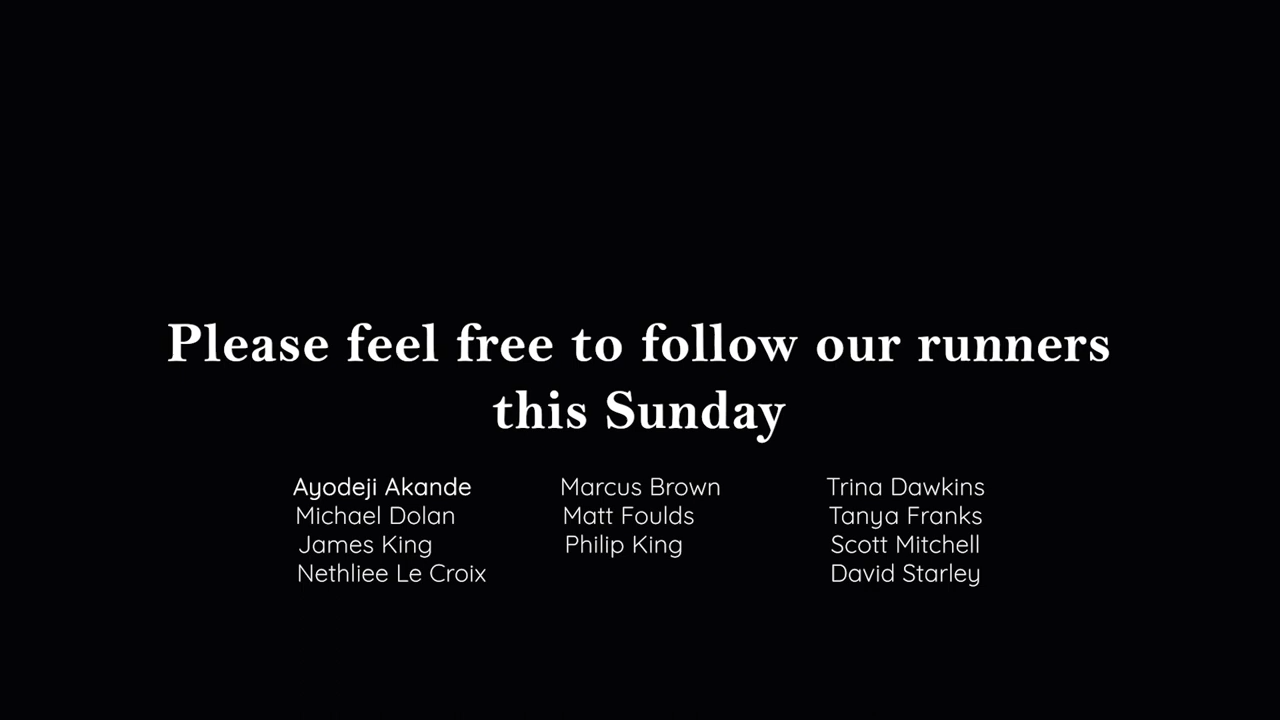 Please feel free to follow our runners
this Sunday
Ayodeji Akande
Michael Dolan
James King
Nethliee Le Croix
Marcus Brown
Matt Foulds
Philip King
Trina Dawkins
Tanya Franks
Scott Mitchell
David Starley